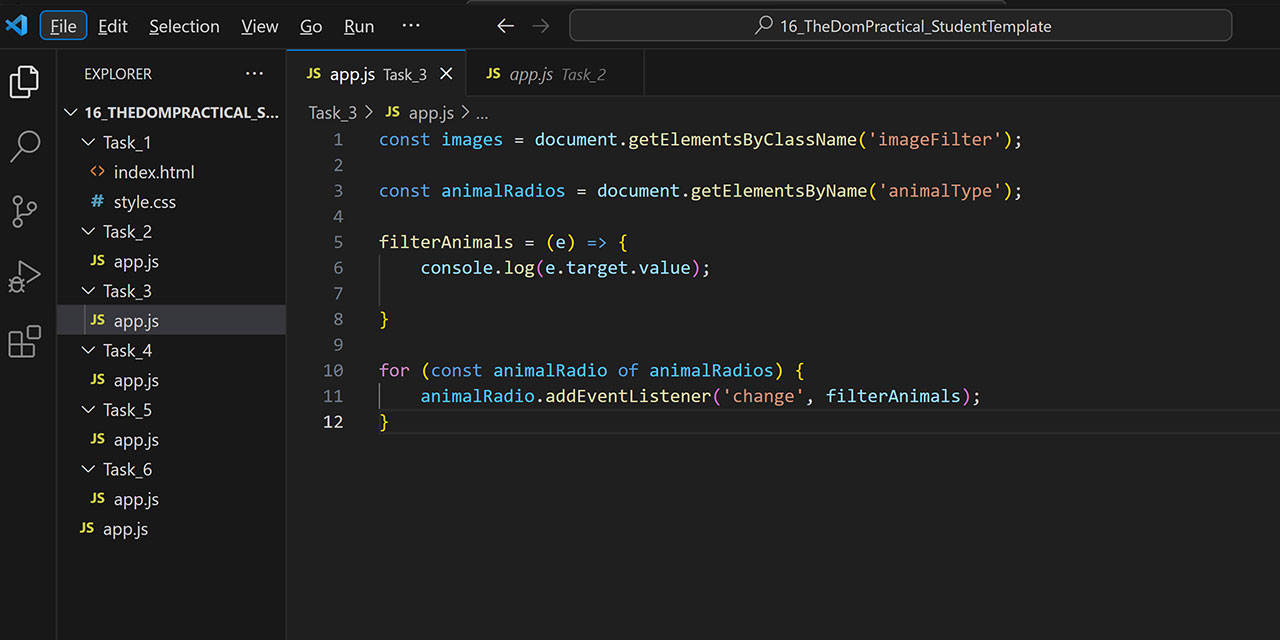 File Edit Selection View Go Run ··· ← → 16_TheDomPractical_StudentTemplate
EXPLORER ···
16_THEDOMPRACTICAL_S...
Task_1
index.html
# style.css
Task_2
JS app.js
Task_3
JS app.js
Task_4
JS app.js
Task_5
JS app.js
Task_6
JS app.js
JS app.js
JS app.js Task_3 × JS app.js Task_2
Task_3 > JS app.js > ...
1 const images = document.getElementsByClassName('imageFilter');
2
3 const animalRadios = document.getElementsByName('animalType');
4
5 filterAnimals = (e) => {
6     console.log(e.target.value);
7
8 }
9
10 for (const animalRadio of animalRadios) {
11     animalRadio.addEventListener('change', filterAnimals);
12 }